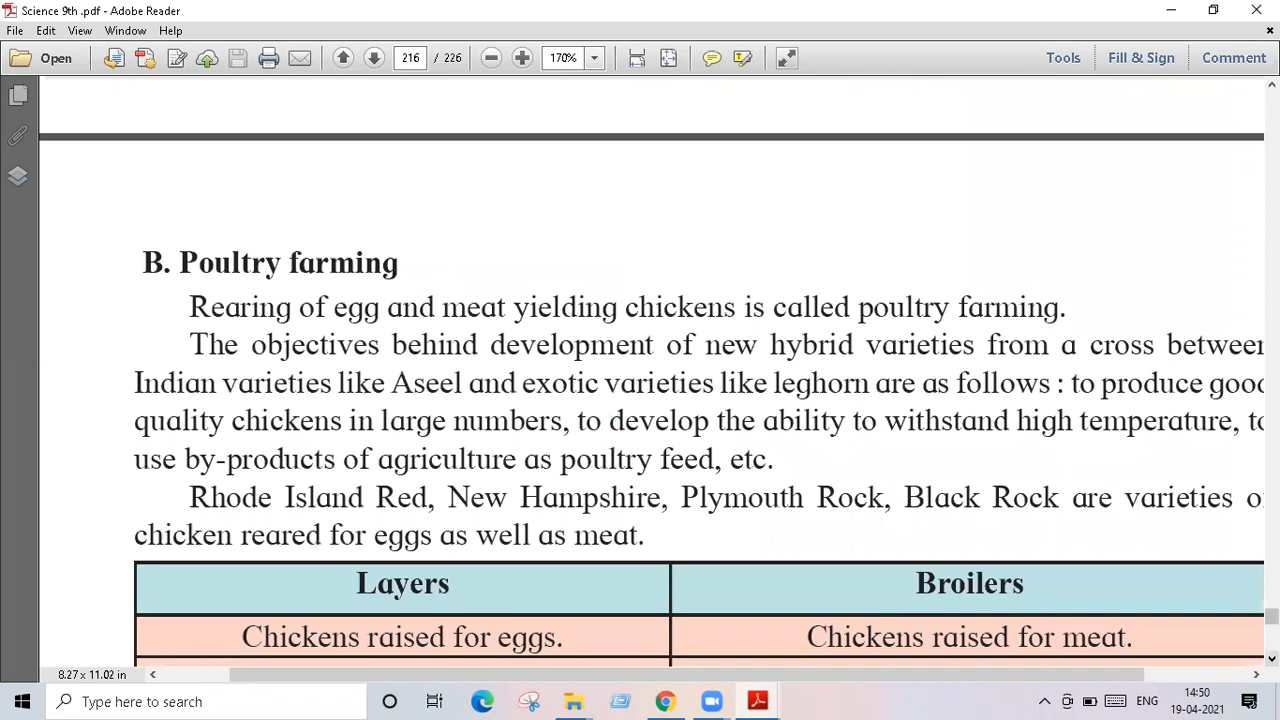 Science 9th .pdf - Adobe Reader
File Edit View Window Help
Open 216 / 226 170% Tools Fill & Sign Comment
B. Poultry farming
Rearing of egg and meat yielding chickens is called poultry farming.
The objectives behind development of new hybrid varieties from a cross between
Indian varieties like Aseel and exotic varieties like leghorn are as follows : to produce good
quality chickens in large numbers, to develop the ability to withstand high temperature, to
use by-products of agriculture as poultry feed, etc.
Rhode Island Red, New Hampshire, Plymouth Rock, Black Rock are varieties o
chicken reared for eggs as well as meat.
Layers Broilers
Chickens raised for eggs. Chickens raised for meat.
8.27 x 11.02 in
Type here to search ENG 14:50
19-04-2021